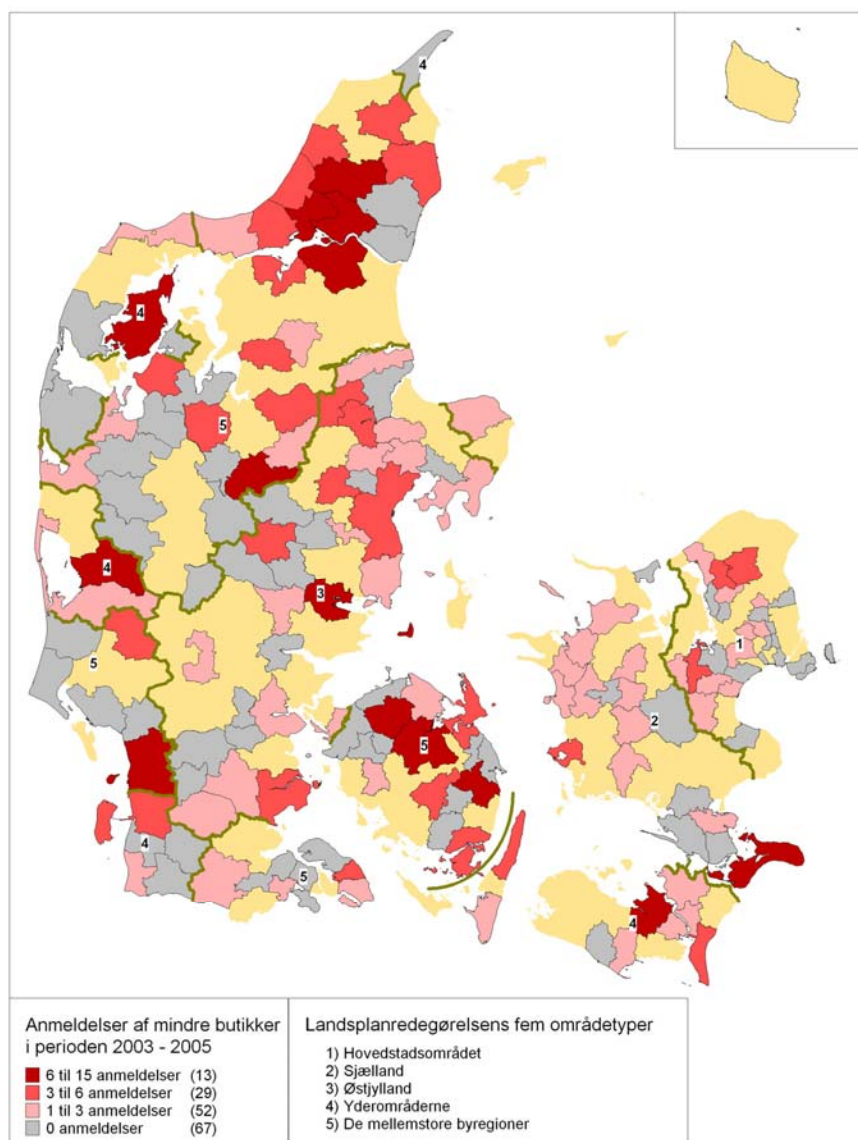 4
4
5
4
3
5
4
5
5
4
1
2
4
Anmeldelser af mindre butikker
i perioden 2003 - 2005
6 til 15 anmeldelser (13)
3 til 6 anmeldelser (29)
1 til 3 anmeldelser (52)
0 anmeldelser (67)
Landsplanredegørelsens fem områdetyper
1) Hovedstadsområdet
2) Sjælland
3) Østjylland
4) Yderområderne
5) De mellemstore byregioner